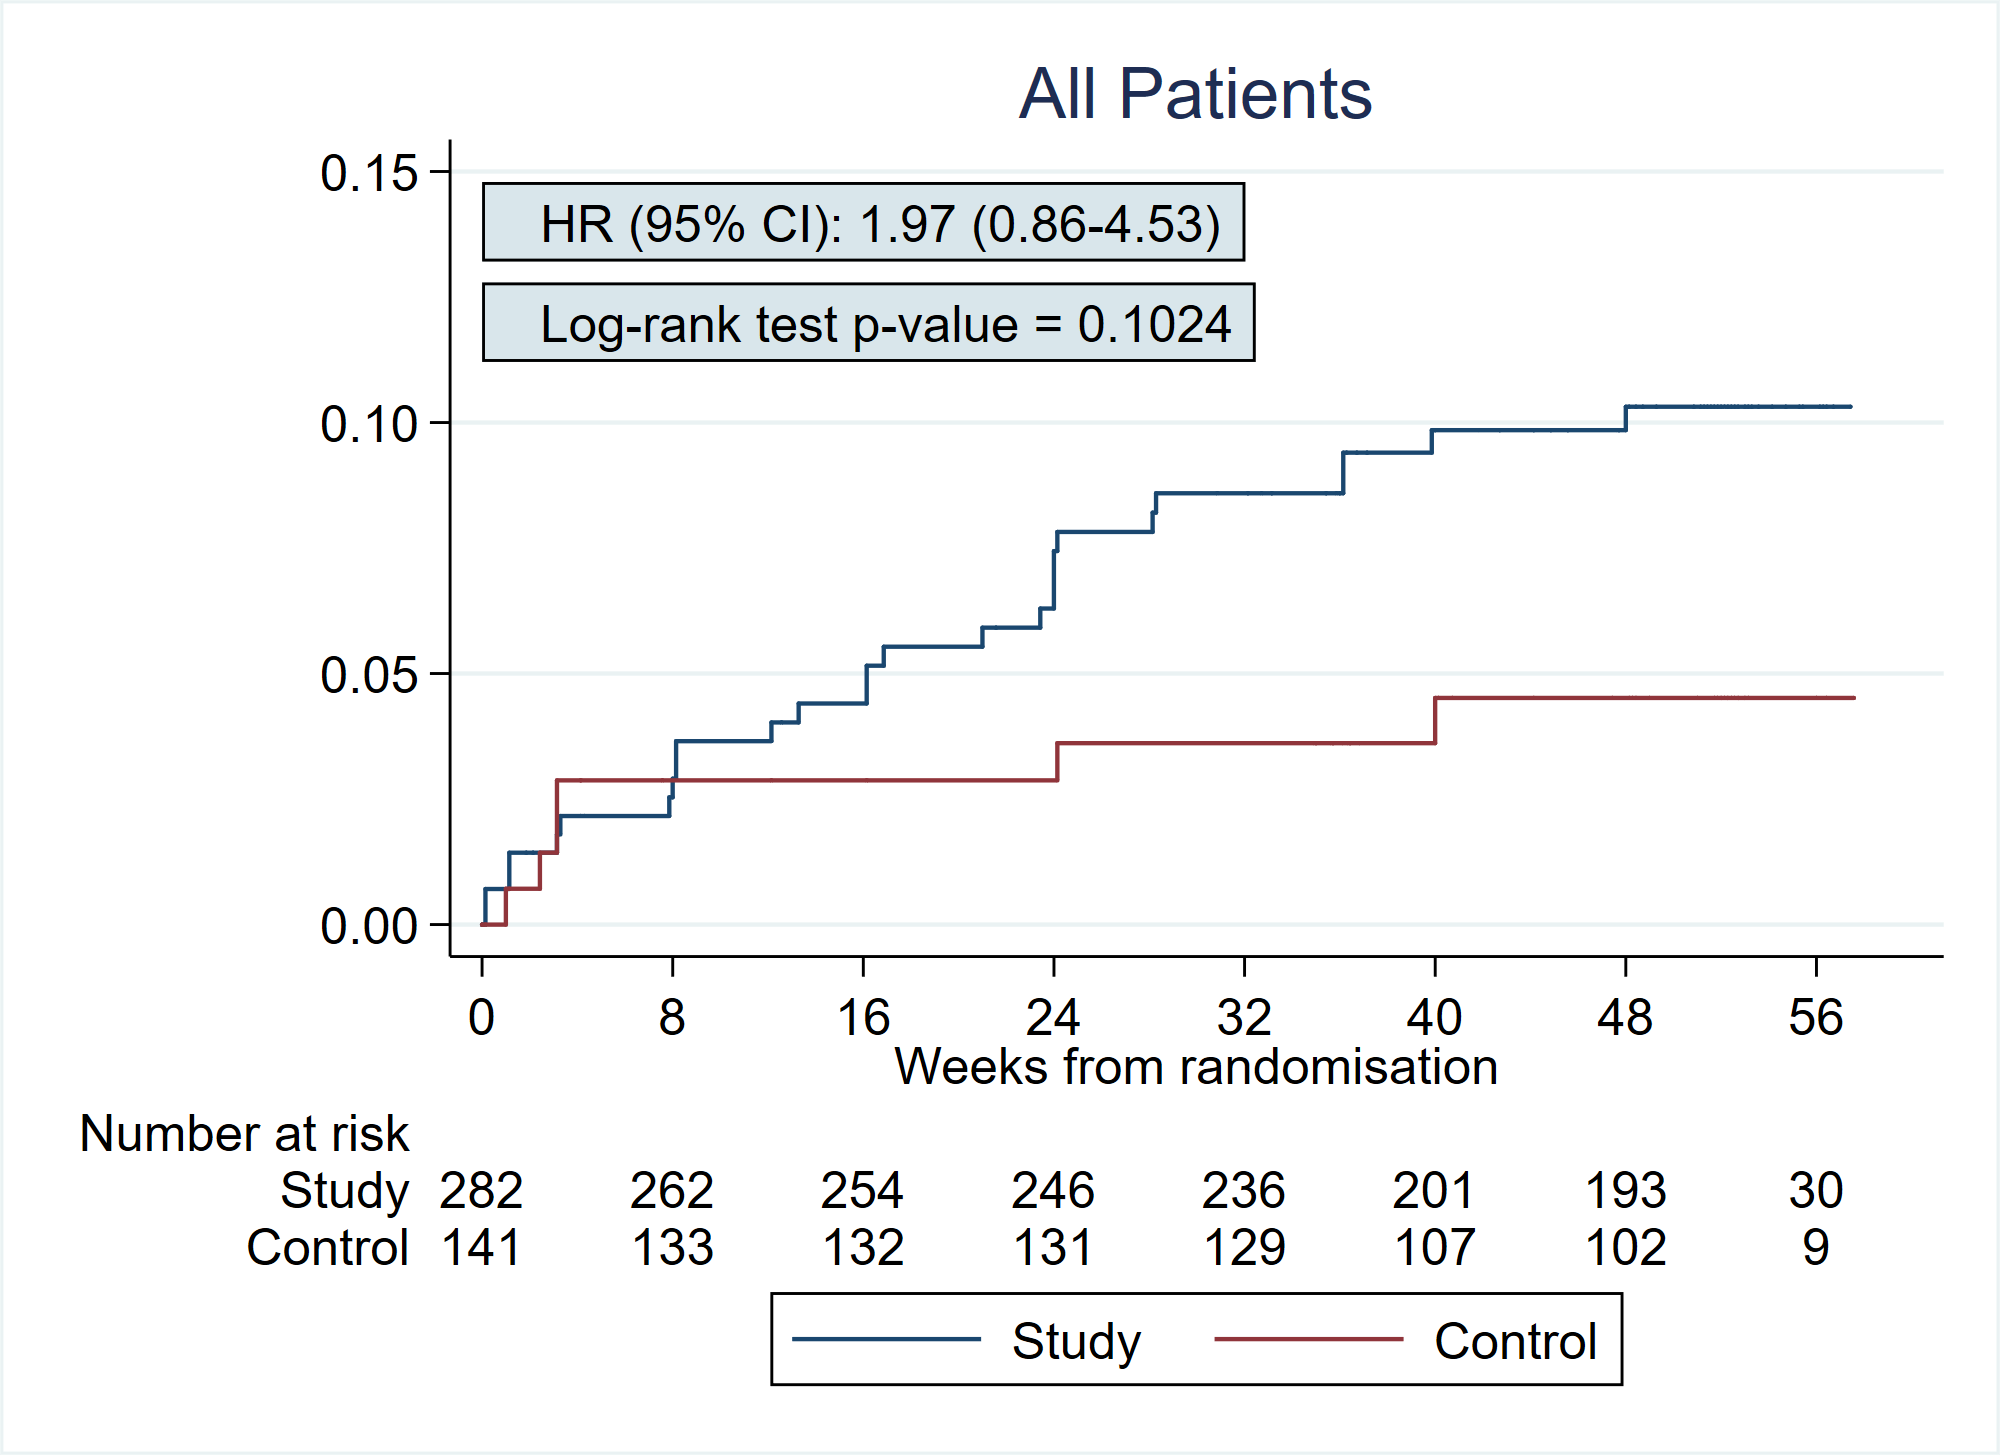 All Patients
0.15
HR (95% CI): 1.97 (0.86-4.53)
Log-rank test p-value = 0.1024
0.10
0.05
0.00
0 8 16 24 32 40 48 56
Weeks from randomisation
Number at risk
Study 282 262 254 246 236 201 193 30
Control 141 133 132 131 129 107 102 9
Study Control